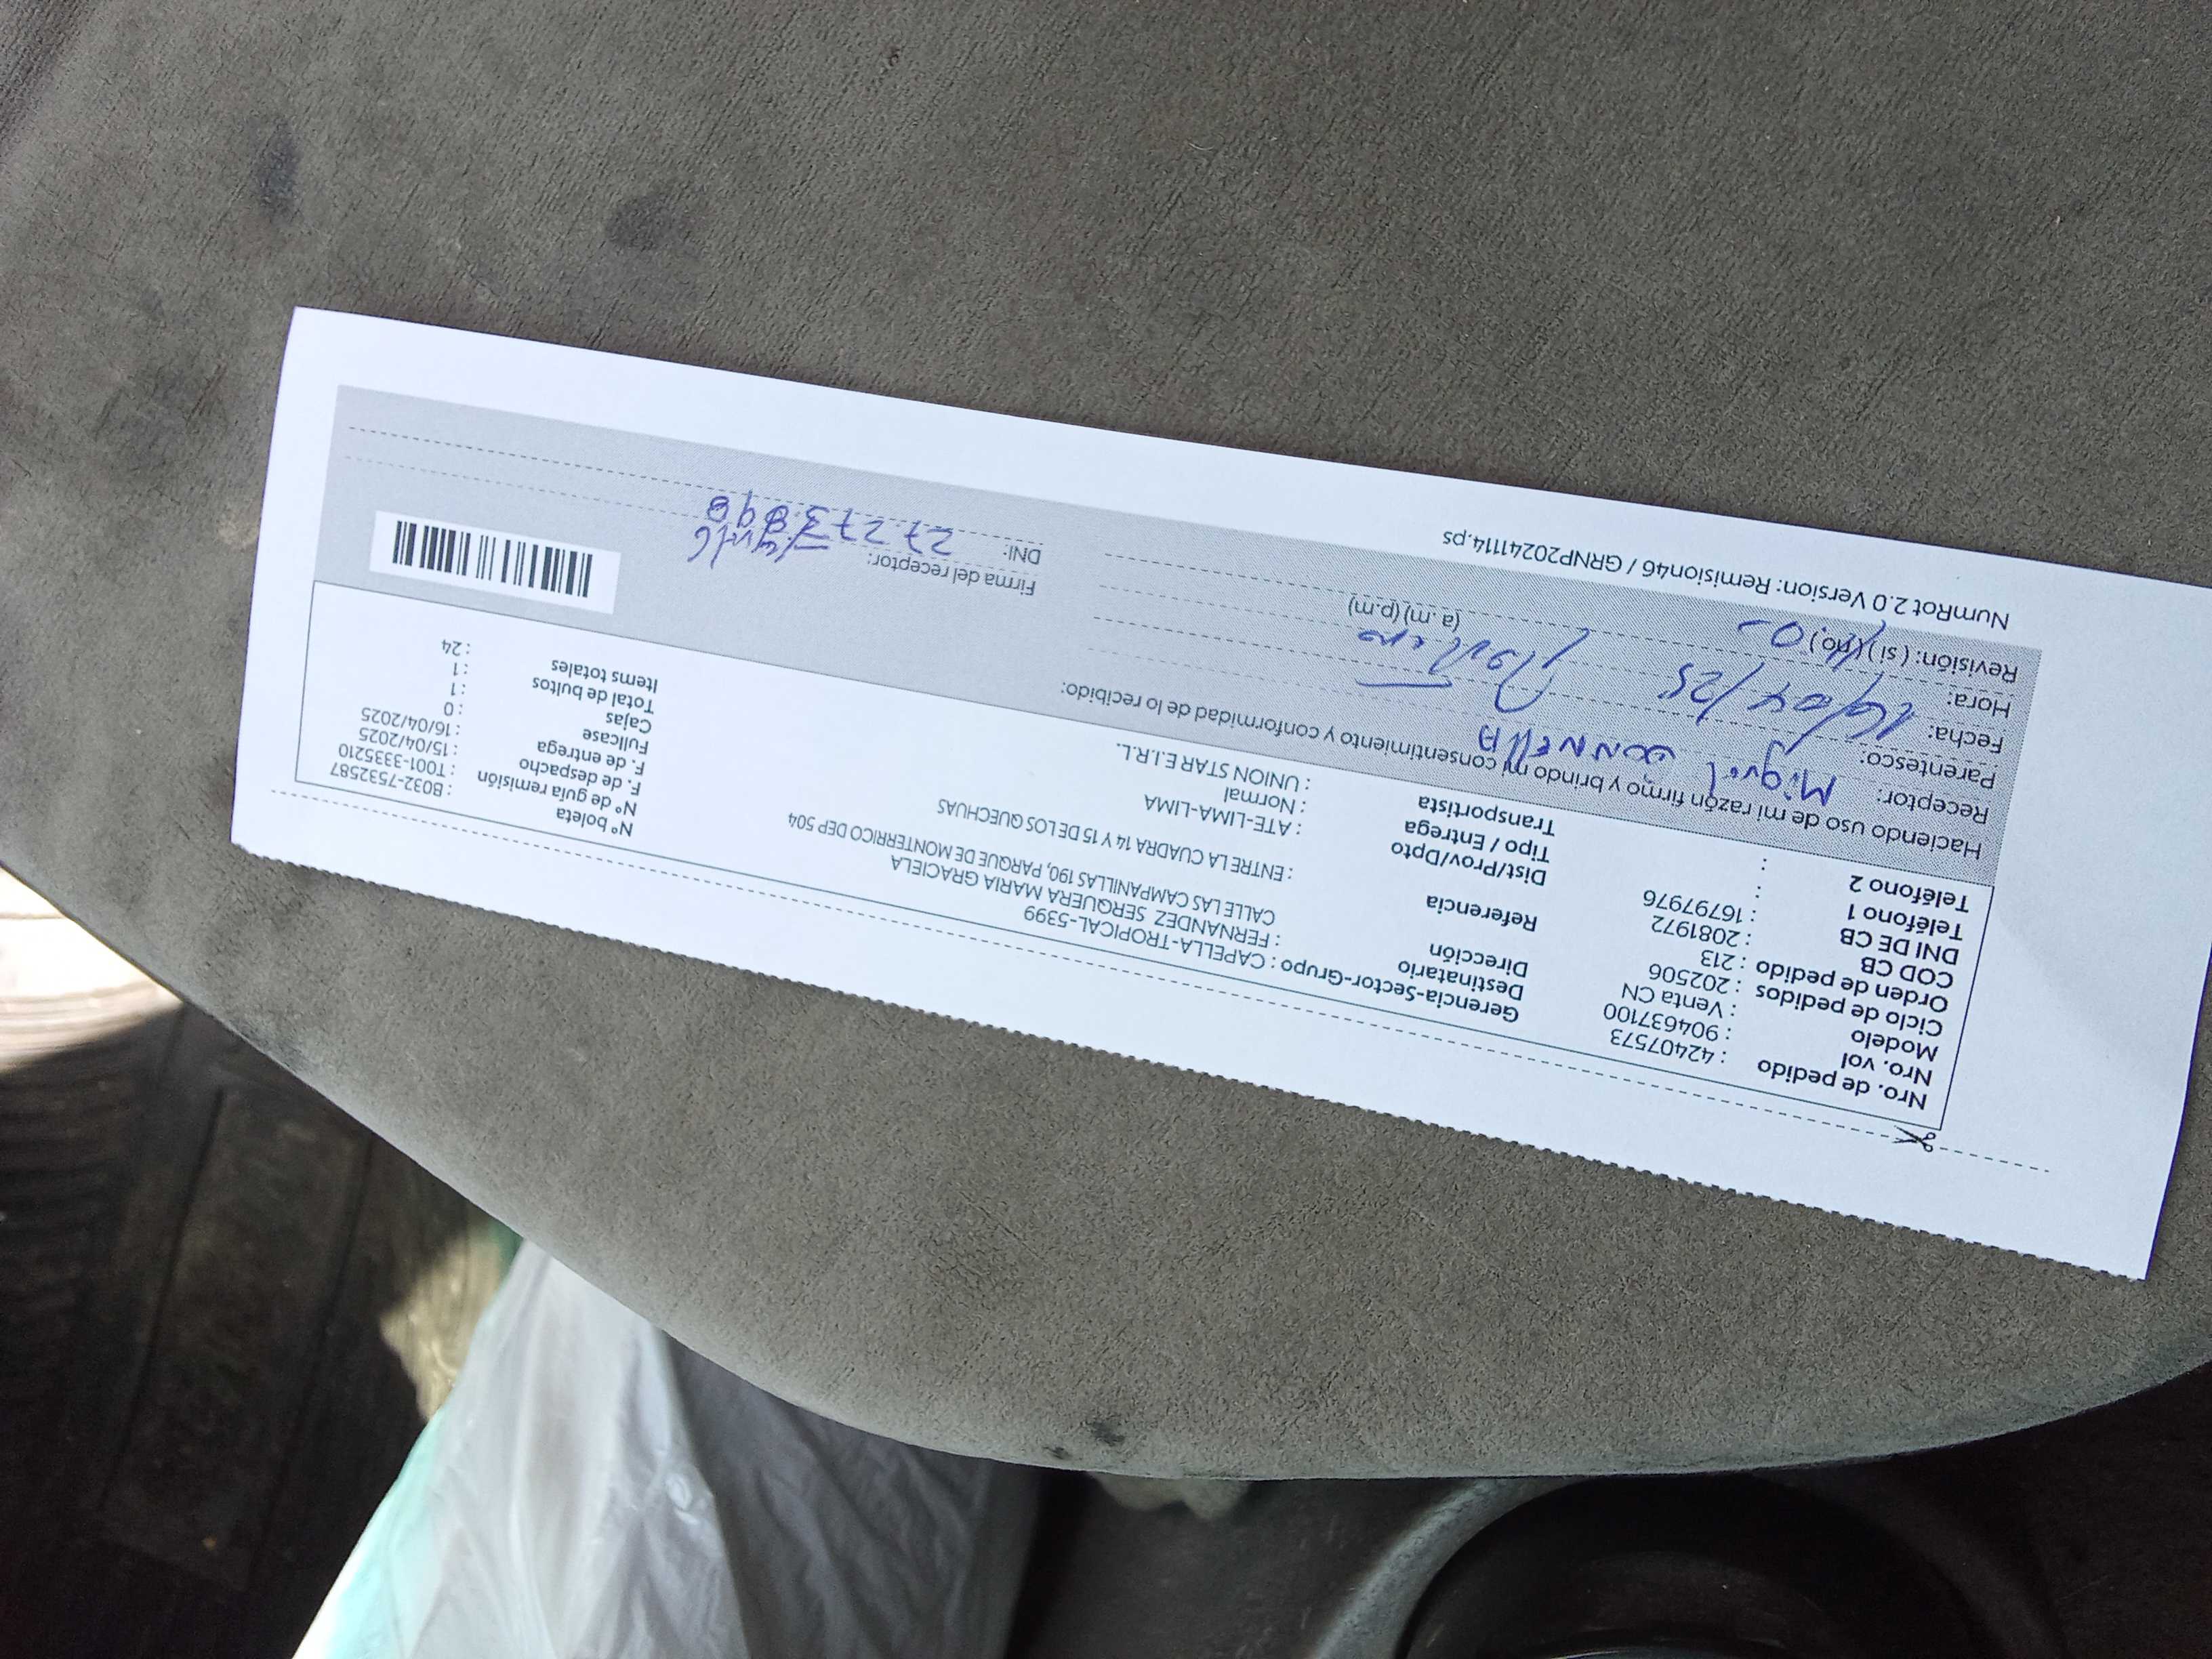 Nro. de pedido : 42407573
Nro. vol : 904637100
Modelo : Venta CN
Ciclo de pedidos : 202506
Orden de pedido : 213
COD CB : 2081972
DNI DE CB : 16797976
Teléfono 1 :
Teléfono 2 :
Gerencia-Sector-Grupo : CAPELLA-TROPICAL-5399
Destinatario : FERNANDEZ SERQUERA MARIA GRACIELA
Dirección CALLE LAS CAMPANILLAS 190, PARQUE DE MONTERRICO DEP 504
Referencia : ENTRE LA CUADRA 14 Y 15 DE LOS QUECHUAS
Dist/Prov/Dpto : ATE-LIMA-LIMA
Tipo / Entrega : Normal
Transportista : UNION STAR E.I.R.L.
Nº boleta : B032-7532587
Nº de guía remisión : T001-3335210
F. de despacho : 15/04/2025
F. de entrega : 16/04/2025
Fullcase : 0
Cajas : 1
Total de bultos : 1
Items totales : 24
Haciendo uso de mi razón firmo y brindo mi consentimiento y conformidad de lo recibido:
Receptor: Miguel
Parentesco:
Fecha: 16/04/25
Hora: (a. m) (p.m)
Revisión: ( si ) (no )
Firma del receptor:
DNI:
NumRot 2.0 Version: Remision46 / GRNP20241114.ps